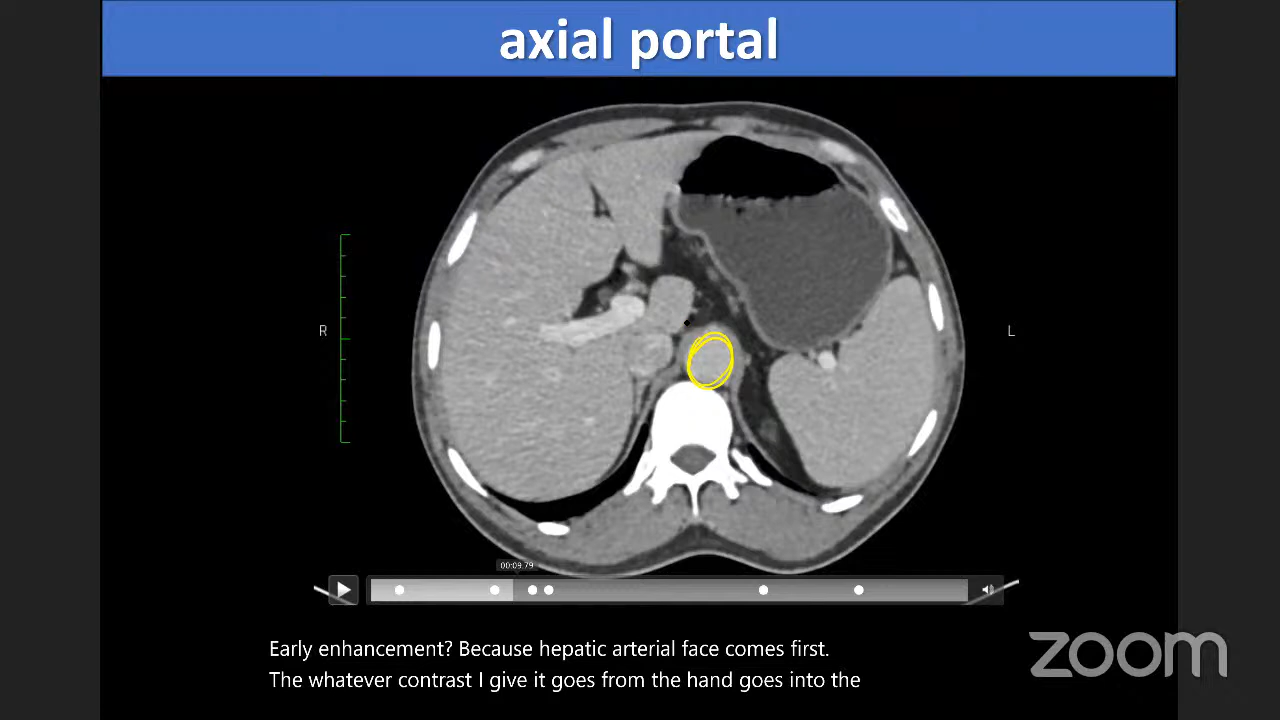 axial portal
R
L
00:09.79
Early enhancement? Because hepatic arterial face comes first.
The whatever contrast I give it goes from the hand goes into the
zoom